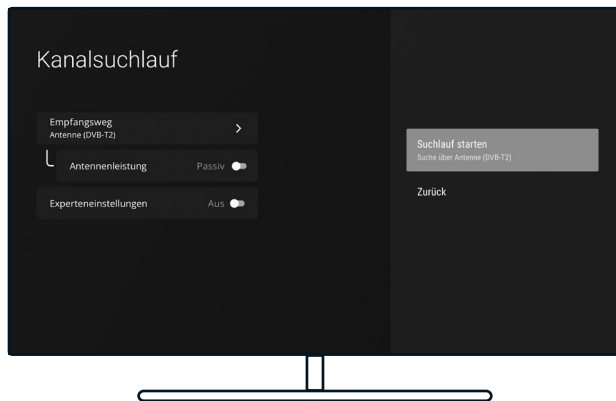 Kanalsuchlauf
Empfangsweg
Antenne (DVB-T2)
Antennenleistung Passiv
Experteneinstellungen Aus
Suchlauf starten
Suche über Antenne (DVB-T2)
Zurück